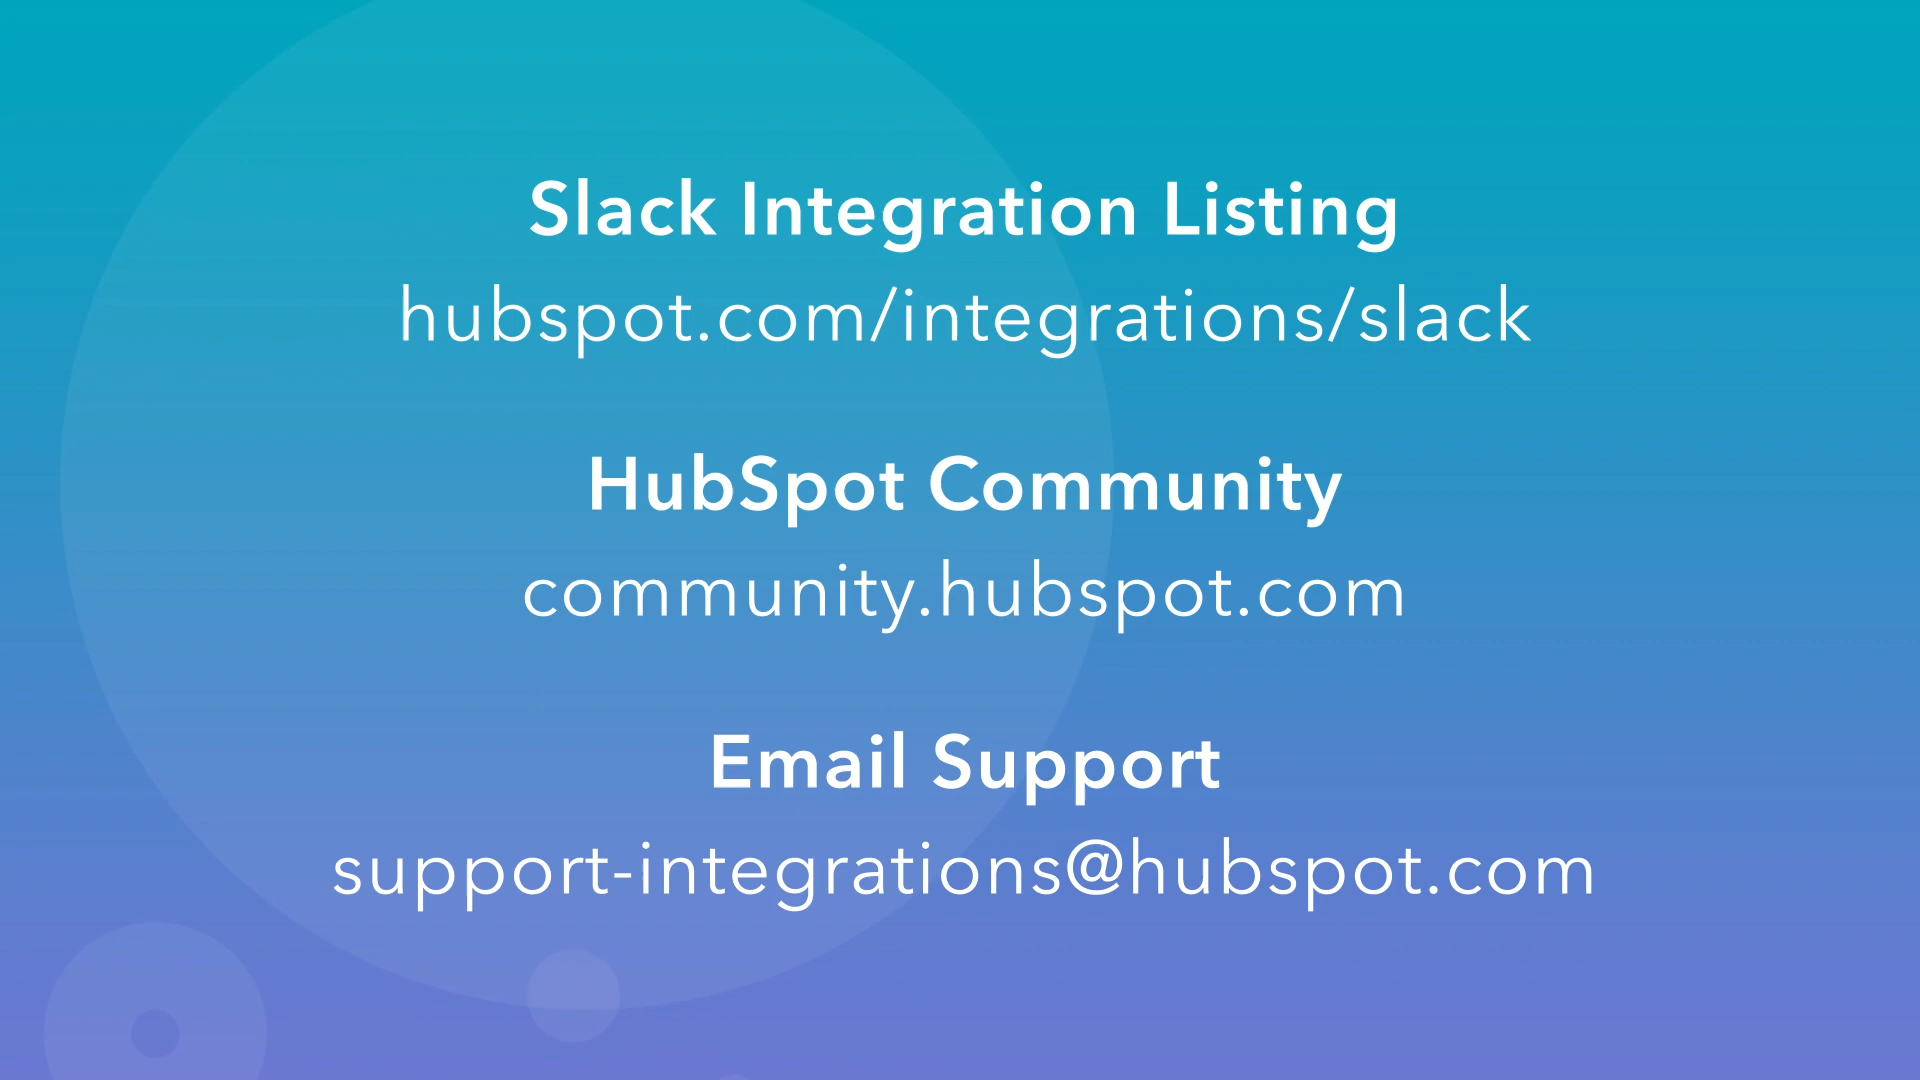 Slack Integration Listing
hubspot.com/integrations/slack
HubSpot Community
community.hubspot.com
Email Support
support-integrations@hubspot.com